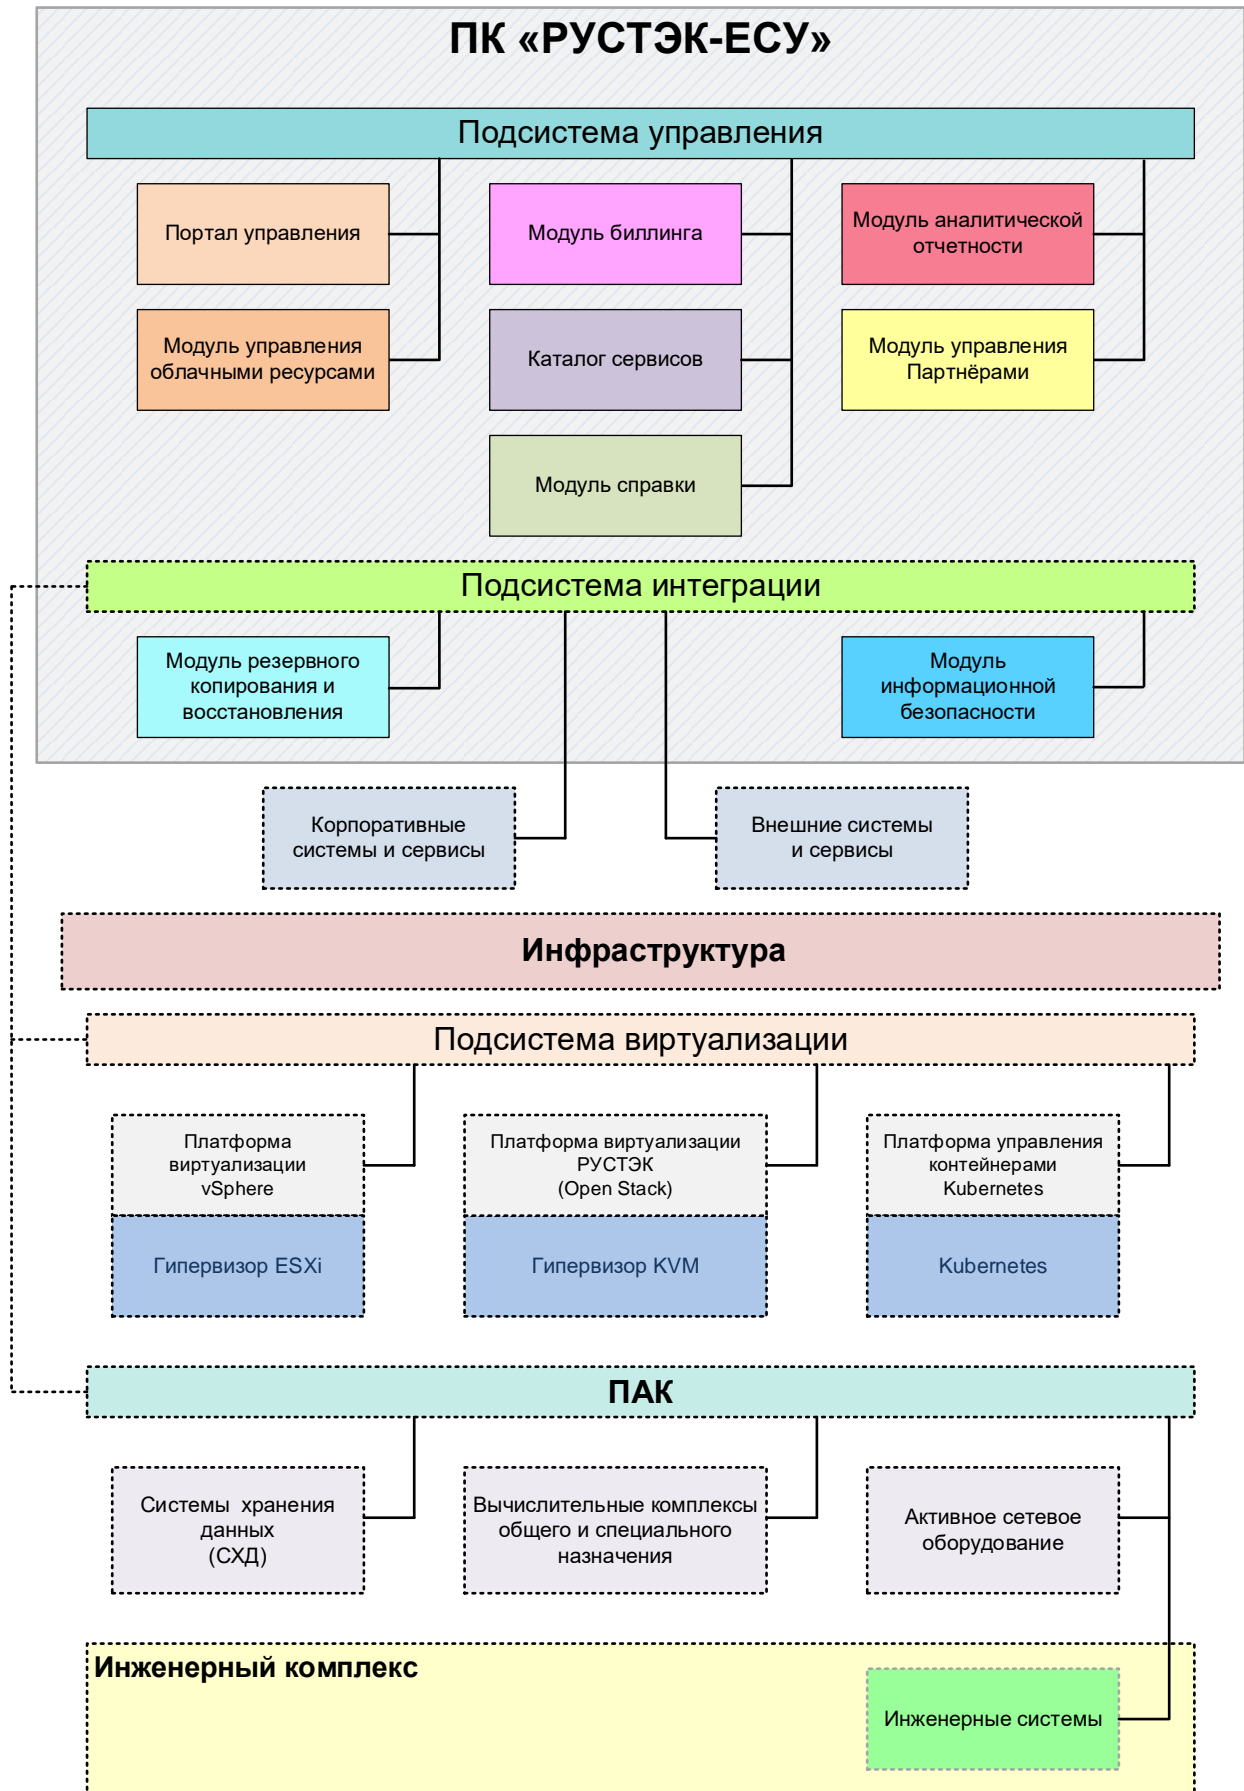 ПК «РУСТЭК-ЕСУ»
Подсистема управления
Портал управления
Модуль биллинга
Модуль аналитической
отчетности
Модуль управления
облачными ресурсами
Каталог сервисов
Модуль управления
Партнёрами
Модуль справки
Подсистема интеграции
Модуль резервного
копирования и
восстановления
Модуль
информационной
безопасности
Корпоративные
системы и сервисы
Внешние системы
и сервисы
Инфраструктура
Подсистема виртуализации
Платформа
виртуализации
vSphere
Платформа виртуализации
РУСТЭК
(Open Stack)
Платформа управления
контейнерами
Kubernetes
Гипервизор ESXi
Гипервизор KVM
Kubernetes
ПАК
Системы хранения
данных
(СХД)
Вычислительные комплексы
общего и специального
назначения
Активное сетевое
оборудование
Инженерный комплекс
Инженерные системы